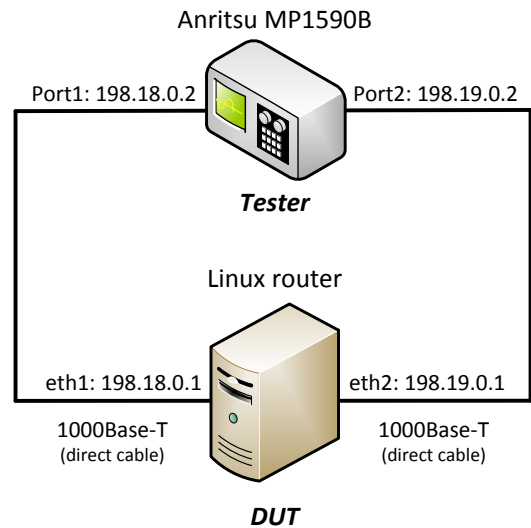 Anritsu MP1590B
Port1: 198.18.0.2
Port2: 198.19.0.2
Tester
Linux router
eth1: 198.18.0.1
eth2: 198.19.0.1
1000Base-T
(direct cable)
1000Base-T
(direct cable)
DUT